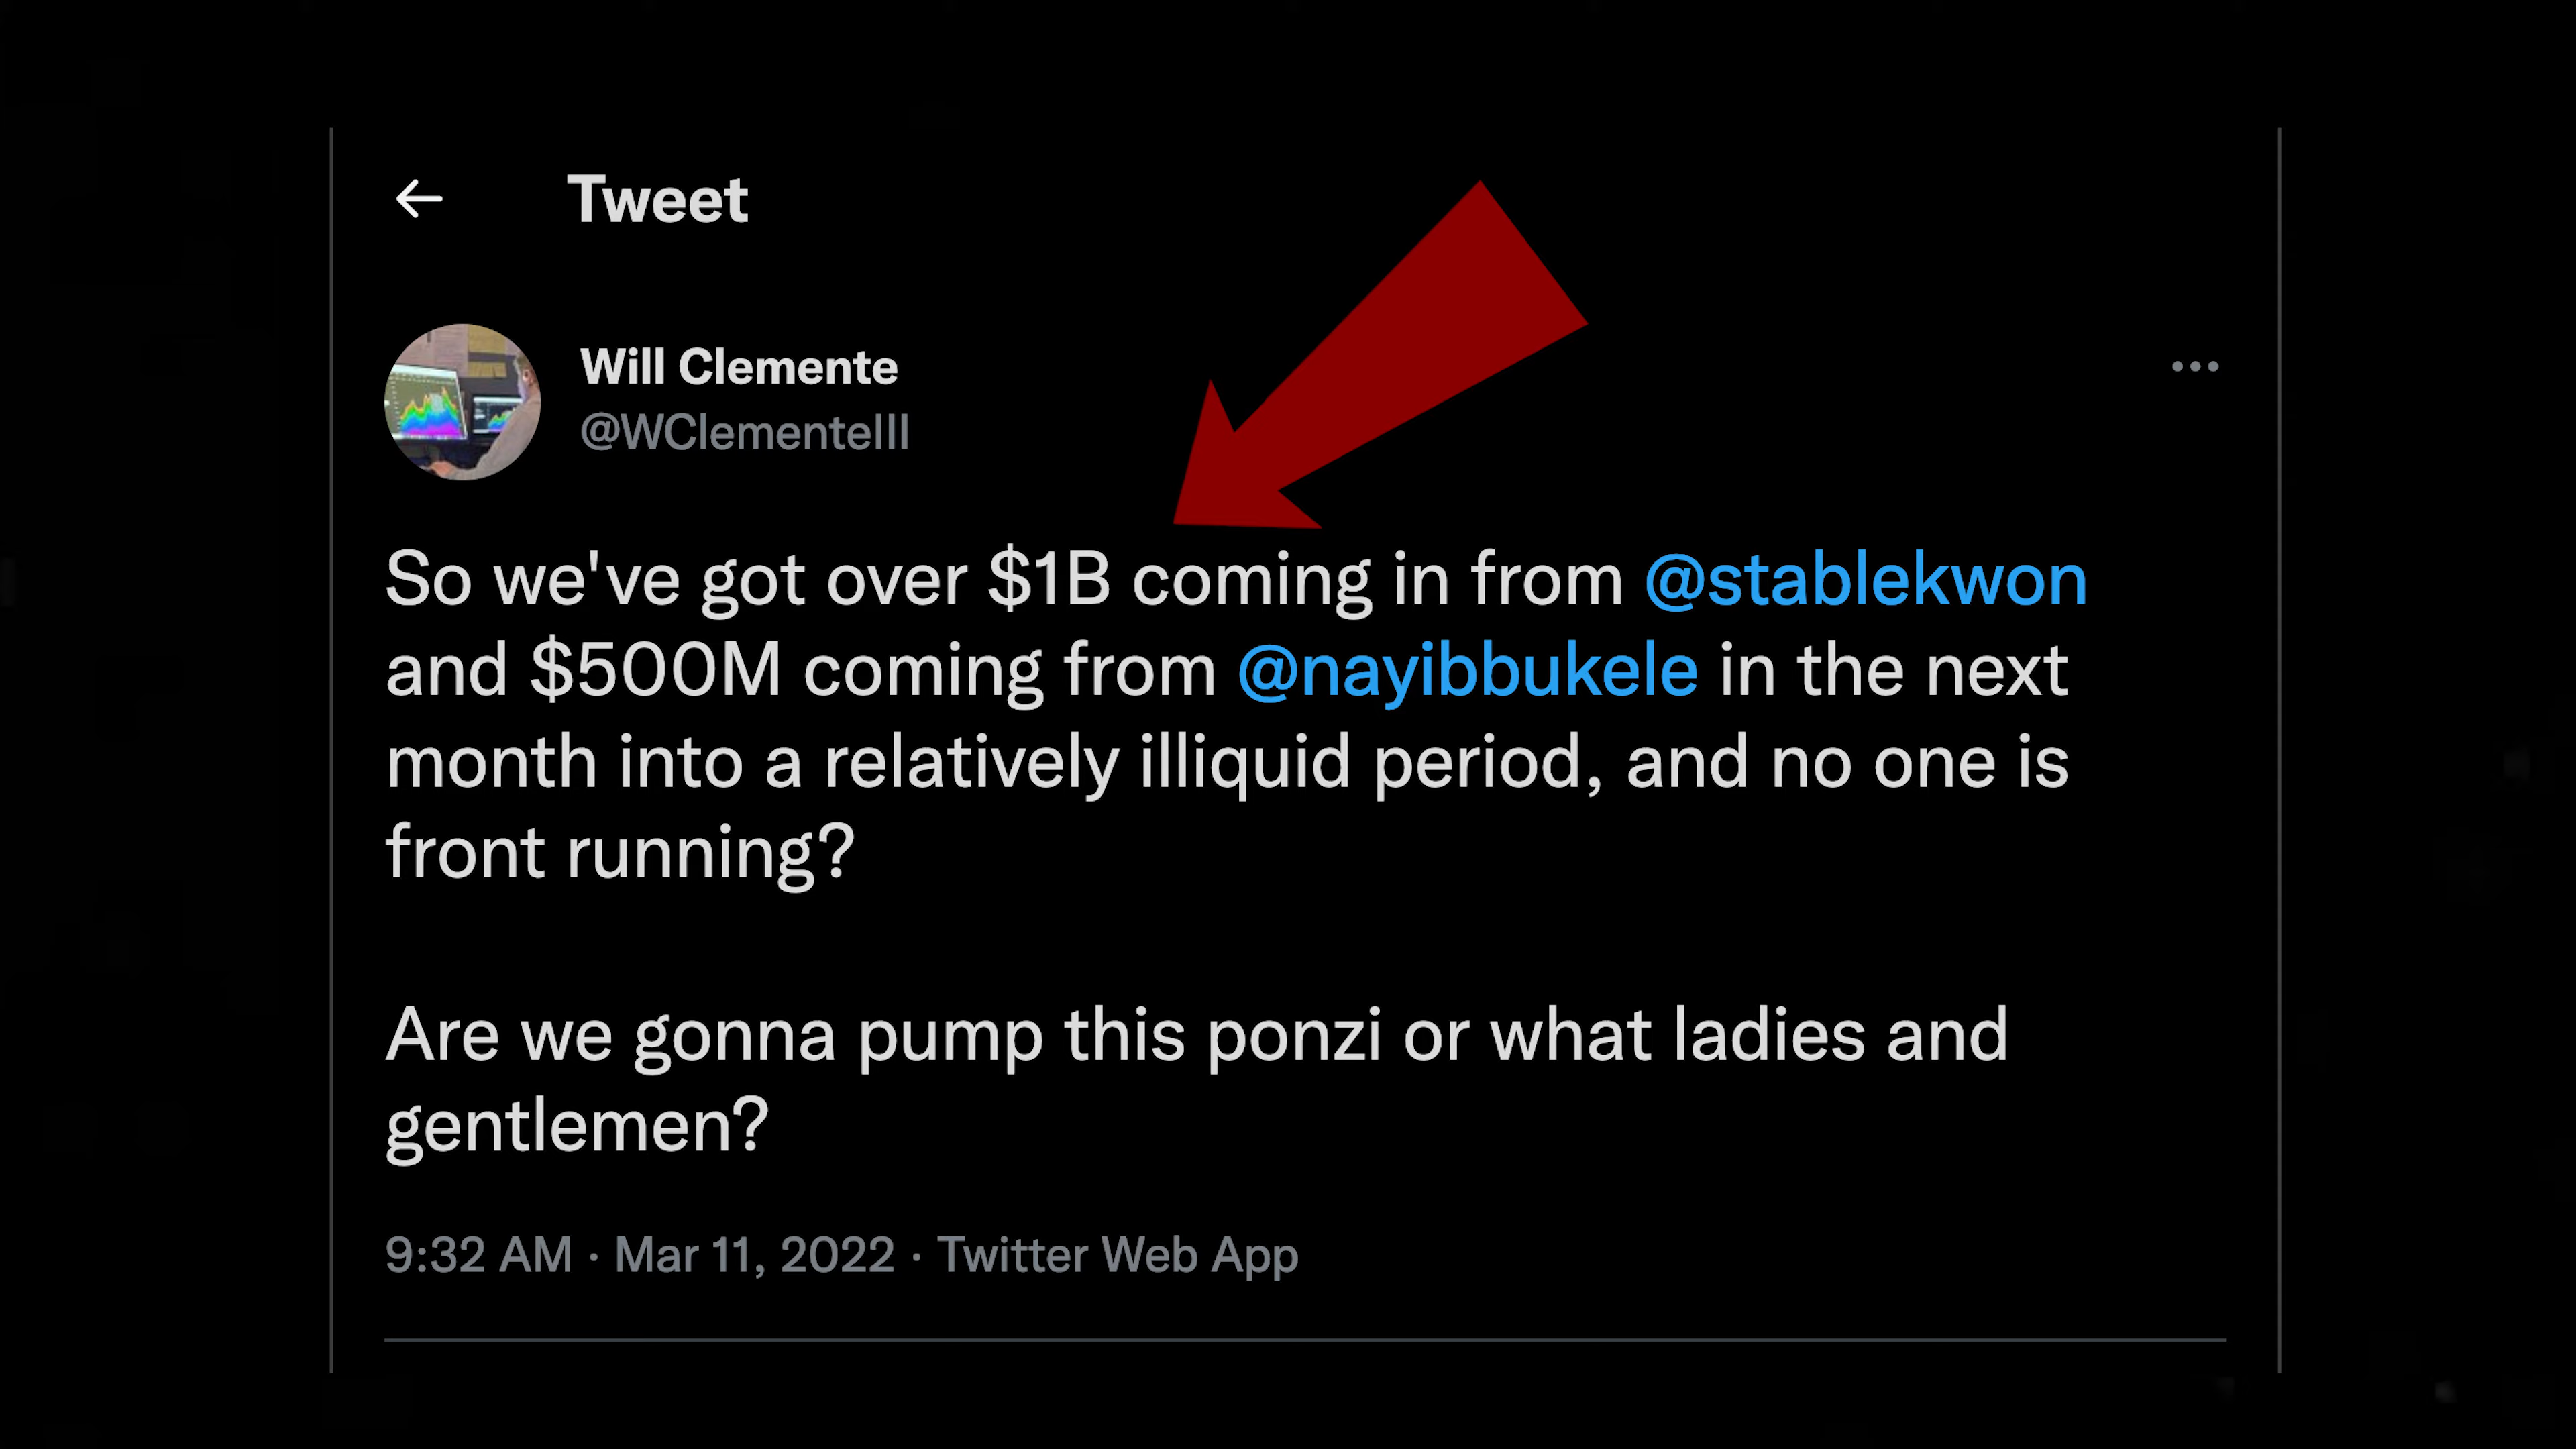 Tweet
Will Clemente
@WClementeIII
So we've got over $1B coming in from @stablekwon
and $500M coming from @nayibbukele in the next
month into a relatively illiquid period, and no one is
front running?
Are we gonna pump this ponzi or what ladies and
gentlemen?
9:32 AM · Mar 11, 2022 · Twitter Web App